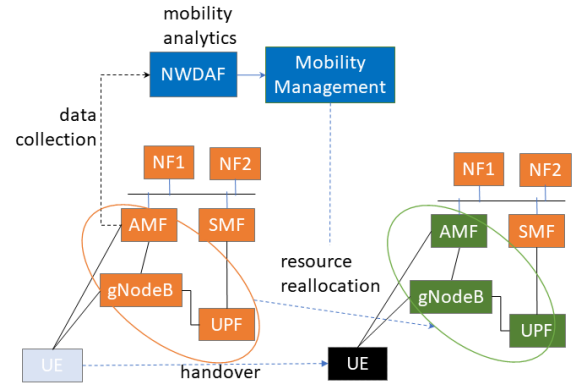 mobility
analytics
NWDAF
Mobility
Management
data
collection
NF1
NF2
AMF
SMF
gNodeB
UPF
UE
handover
resource
reallocation
NF1
NF2
AMF
SMF
gNodeB
UPF
UE